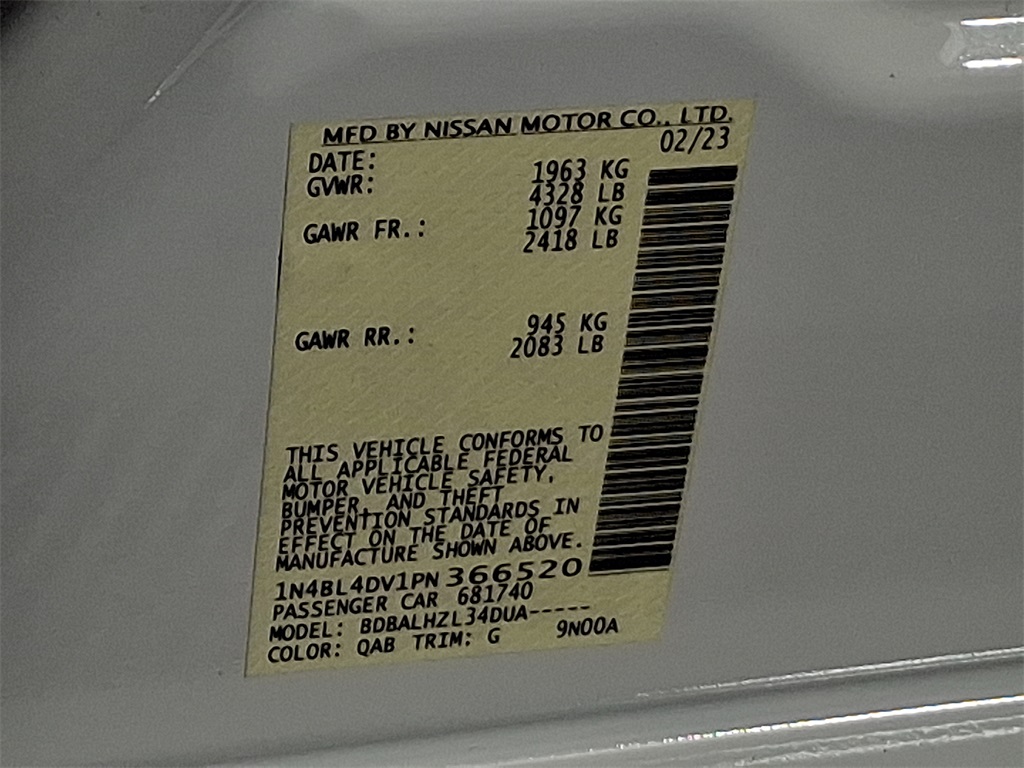 MFD BY NISSAN MOTOR CO., LTD.
DATE: 02/23
GVWR: 1963 KG
4328 LB
GAWR FR.: 1097 KG
2418 LB
GAWR RR.: 945 KG
2083 LB
THIS VEHICLE CONFORMS TO
ALL APPLICABLE FEDERAL
MOTOR VEHICLE SAFETY,
BUMPER, AND THEFT
PREVENTION STANDARDS IN
EFFECT ON THE DATE OF
MANUFACTURE SHOWN ABOVE.
1N4BL4DV1PN366520
PASSENGER CAR 681740
MODEL: BDBALHZL34DUA-----
COLOR: QAB TRIM: G 9N00A